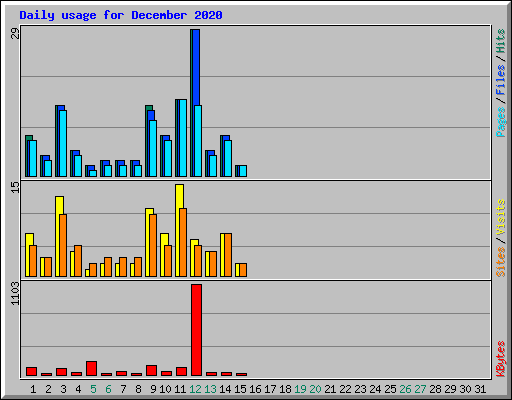 Daily usage for December 2020
29
Pages / Files / Hits
15
Sites / Visits
1103
KBytes
1 2 3 4 5 6 7 8 9 10 11 12 13 14 15 16 17 18 19 20 21 22 23 24 25 26 27 28 29 30 31